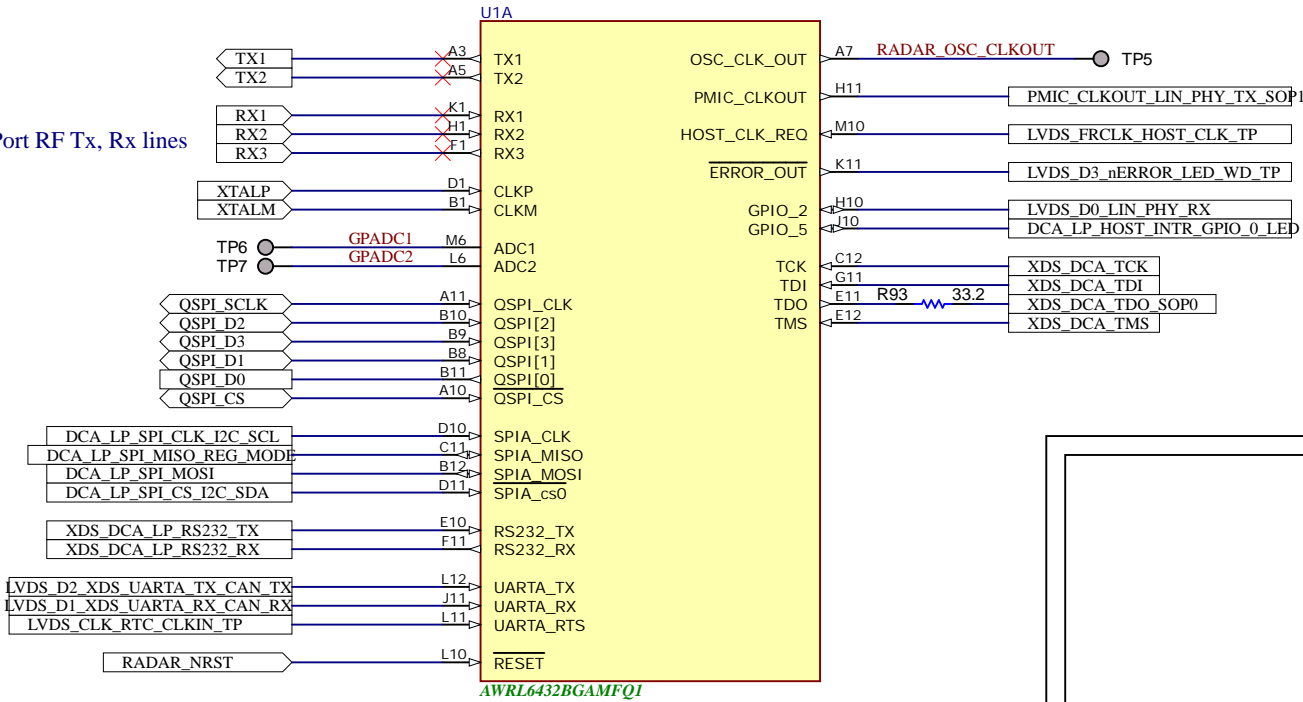 U1A
TX1 A3 TX1 OSC_CLK_OUT A7 RADAR_OSC_CLKOUT TP5
TX2 A5 TX2
PMIC_CLKOUT H11 PMIC_CLKOUT_LIN_PHY_TX_SOP1
RX1 K1 RX1
Port RF Tx, Rx lines RX2 H1 RX2 HOST_CLK_REQ M10 LVDS_FRCLK_HOST_CLK_TP
RX3 F1 RX3
ERROR_OUT K11 LVDS_D3_nERROR_LED_WD_TP
XTALP D1 CLKP
XTALM B1 CLKM GPIO_2 H10 LVDS_D0_LIN_PHY_RX
GPIO_5 J10 DCA_LP_HOST_INTR_GPIO_0_LED
TP6 GPADC1 M6 ADC1
TP7 GPADC2 L6 ADC2 TCK C12 XDS_DCA_TCK
TDI G11 XDS_DCA_TDI
QSPI_SCLK A11 QSPI_CLK TDO E11 R93 33.2 XDS_DCA_TDO_SOP0
QSPI_D2 B10 QSPI[2] TMS E12 XDS_DCA_TMS
QSPI_D3 B9 QSPI[3]
QSPI_D1 B8 QSPI[1]
QSPI_D0 B11 QSPI[0]
QSPI_CS A10 QSPI_CS
DCA_LP_SPI_CLK_I2C_SCL D10 SPIA_CLK
DCA_LP_SPI_MISO_REG_MODE C11 SPIA_MISO
DCA_LP_SPI_MOSI B12 SPIA_MOSI
DCA_LP_SPI_CS_I2C_SDA D11 SPIA_cs0
XDS_DCA_LP_RS232_TX E10 RS232_TX
XDS_DCA_LP_RS232_RX F11 RS232_RX
LVDS_D2_XDS_UARTA_TX_CAN_TX L12 UARTA_TX
LVDS_D1_XDS_UARTA_RX_CAN_RX J11 UARTA_RX
LVDS_CLK_RTC_CLKIN_TP L11 UARTA_RTS
RADAR_NRST L10 RESET
AWRL6432BGAMFQ1